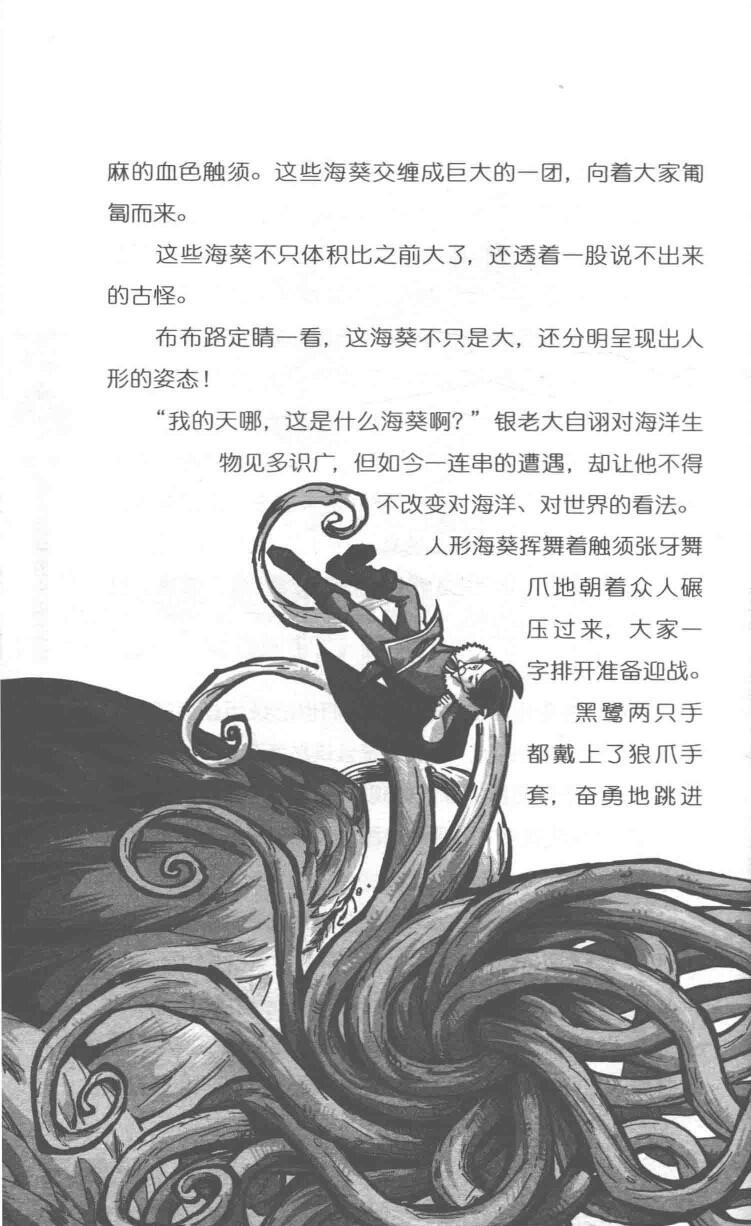 麻的血色触须。这些海葵交缠成巨大的一团，向着大家匍
匐而来。
这些海葵不只体积比之前大了，还透着一股说不出来
的古怪。
布布路定睛一看，这海葵不只是大，还分明呈现出人
形的姿态！
“我的天哪，这是什么海葵啊？”银老大自诩对海洋生
物见多识广，但如今一连串的遭遇，却让他不得
不改变对海洋、对世界的看法。
人形海葵挥舞着触须张牙舞
爪地朝着众人碾
压过来，大家一
字排开准备迎战。
黑鹭两只手
都戴上了狼爪手
套，奋勇地跳进